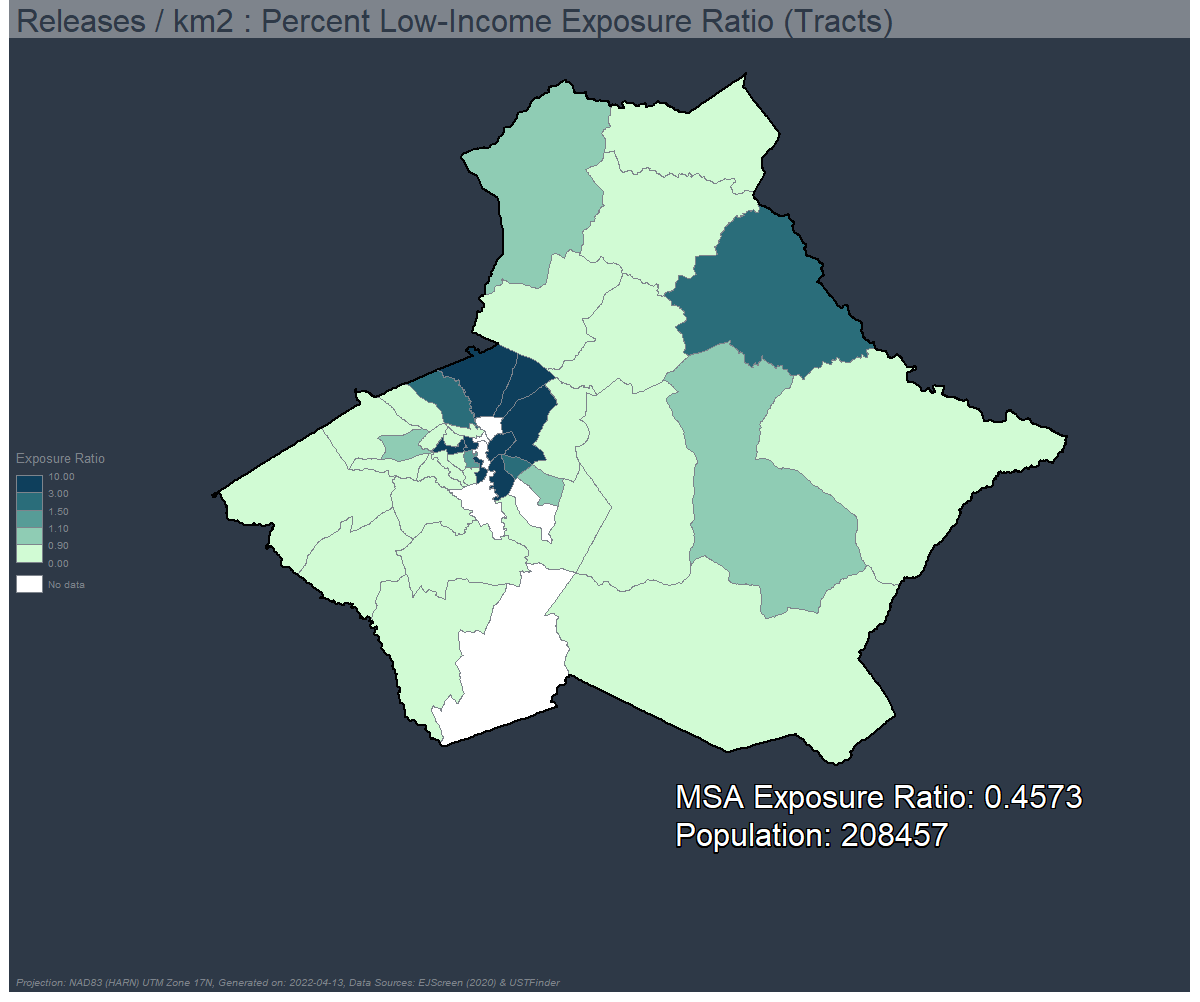 Releases / km2 : Percent Low-Income Exposure Ratio (Tracts)
Exposure Ratio
10.00
3.00
1.50
1.10
0.90
0.00
No data
MSA Exposure Ratio: 0.4573
Population: 208457
Projection: NAD83 (HARN) UTM Zone 17N, Generated on: 2022-04-13, Data Sources: EJScreen (2020) & USTFinder